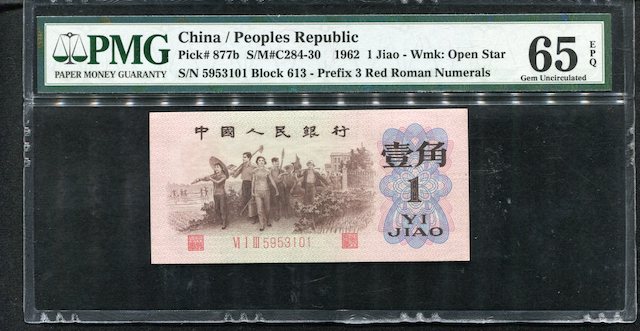 PMG
PAPER MONEY GUARANTY
China / Peoples Republic
Pick# 877b S/M#C284-30 1962 1 Jiao - Wmk: Open Star
S/N 5953101 Block 613 - Prefix 3 Red Roman Numerals
65 EPQ
Gem Uncirculated
中國人民銀行
壹角
1
YI
JIAO
VI I III 5953101